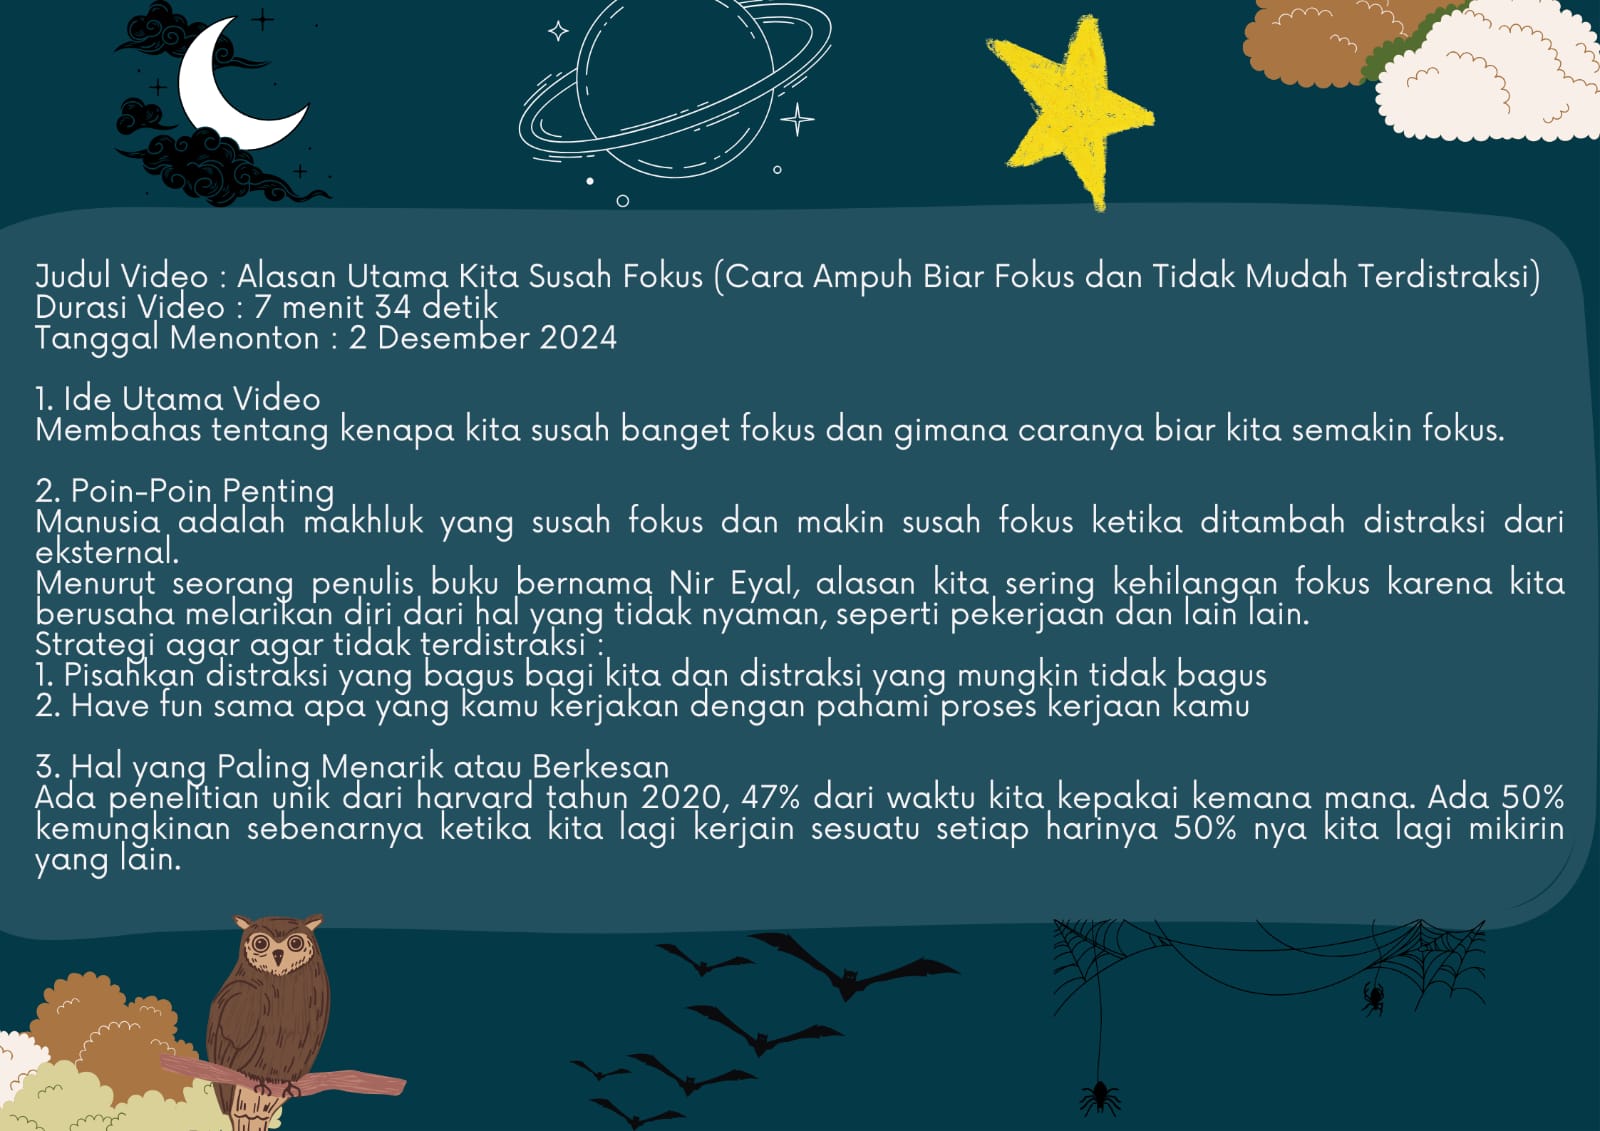 Judul Video : Alasan Utama Kita Susah Fokus (Cara Ampuh Biar Fokus dan Tidak Mudah Terdistraksi)
Durasi Video : 7 menit 34 detik
Tanggal Menonton : 2 Desember 2024
1. Ide Utama Video
Membahas tentang kenapa kita susah banget fokus dan gimana caranya biar kita semakin fokus.
2. Poin-Poin Penting
Manusia adalah makhluk yang susah fokus dan makin susah fokus ketika ditambah distraksi dari
eksternal.
Menurut seorang penulis buku bernama Nir Eyal, alasan kita sering kehilangan fokus karena kita
berusaha melarikan diri dari hal yang tidak nyaman, seperti pekerjaan dan lain lain.
Strategi agar agar tidak terdistraksi :
1. Pisahkan distraksi yang bagus bagi kita dan distraksi yang mungkin tidak bagus
2. Have fun sama apa yang kamu kerjakan dengan pahami proses kerjaan kamu
3. Hal yang Paling Menarik atau Berkesan
Ada penelitian unik dari harvard tahun 2020, 47% dari waktu kita kepakai kemana mana. Ada 50%
kemungkinan sebenarnya ketika kita lagi kerjain sesuatu setiap harinya 50% nya kita lagi mikirin
yang lain.